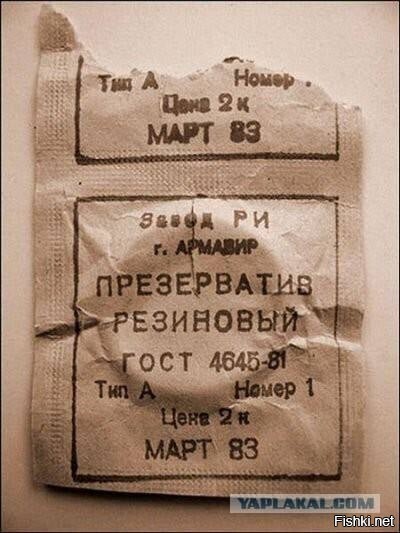 Тип А Номер 1
Цена 2 к
МАРТ 83
Завод РИ
г. АРМАВИР
ПРЕЗЕРВАТИВ
РЕЗИНОВЫЙ
ГОСТ 4645-81
Тип А Номер 1
Цена 2 к
МАРТ 83
YAPLAKAL.COM
Fishki.net